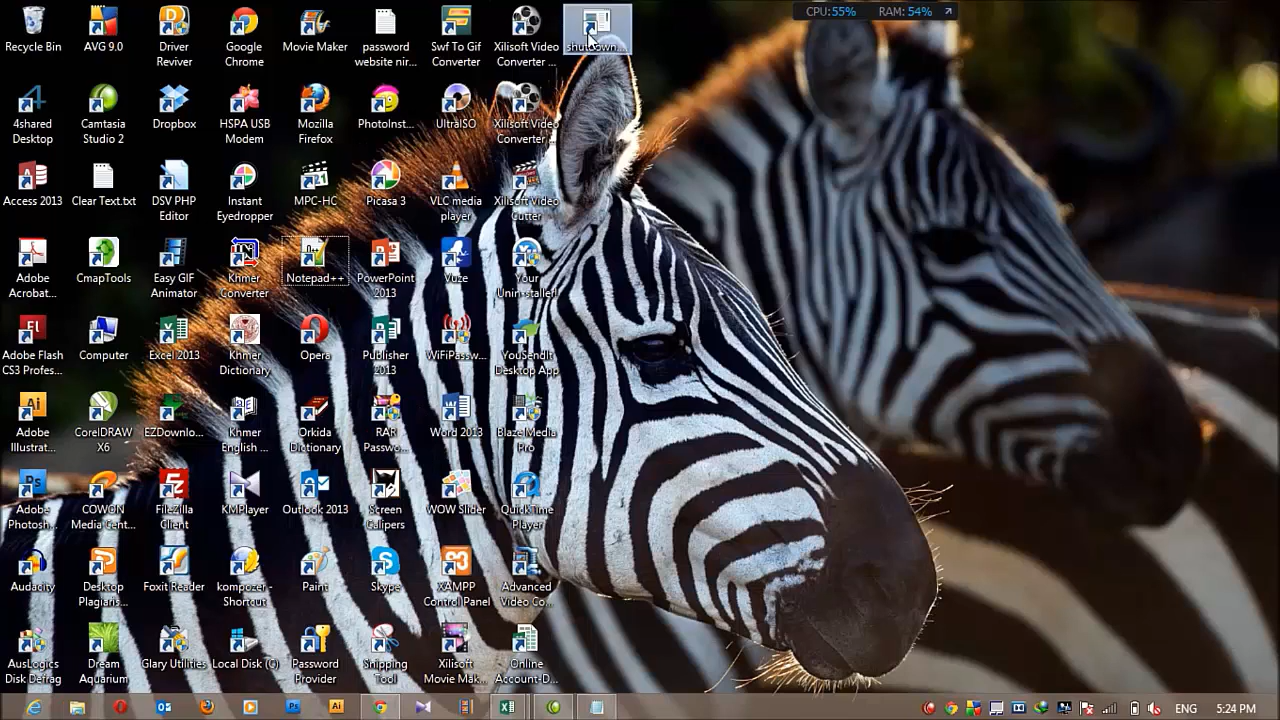 CPU:55% RAM: 54%
Recycle Bin
AVG 9.0
Driver
Reviver
Google
Chrome
Movie Maker
password
website nir...
Swf To Gif
Converter
Xilisoft Video
Converter ...
shutdown...
4shared
Desktop
Camtasia
Studio 2
Dropbox
HSPA USB
Modem
Mozilla
Firefox
PhotoInst...
UltraISO
Xilisoft Video
Converter ...
Access 2013
Clear Text.txt
DSV PHP
Editor
Instant
Eyedropper
MPC-HC
Picasa 3
VLC media
player
Xilisoft Video
Cutter
Adobe
Acrobat...
CmapTools
Easy GIF
Animator
Khmer
Converter
Notepad++
PowerPoint
2013
Vuze
Your
Unin-staller!
Adobe Flash
CS3 Profes...
Computer
Excel 2013
Khmer
Dictionary
Opera
Publisher
2013
WiFiPassw...
YouSendIt
Desktop App
Adobe
Illustrat...
CorelDRAW
X6
EZDownlo...
Khmer
English ...
Orkida
Dictionary
RAR
Passwo...
Word 2013
Blaze Media
Pro
Adobe
Photosh...
COWON
Media Cent...
FileZilla
Client
KMPlayer
Outlook 2013
Screen
Calipers
WOW Slider
QuickTime
Player
Audacity
Desktop
Plagiaris...
Foxit Reader
kompozer -
Shortcut
Paint
Skype
XAMPP
Control Panel
Advanced
Video Co...
AusLogics
Disk Defrag
Dream
Aquarium
Glary Utilities
Local Disk (C)
Password
Provider
Snipping
Tool
Xilisoft
Movie Mak...
Online
Account-D...
ENG 5:24 PM